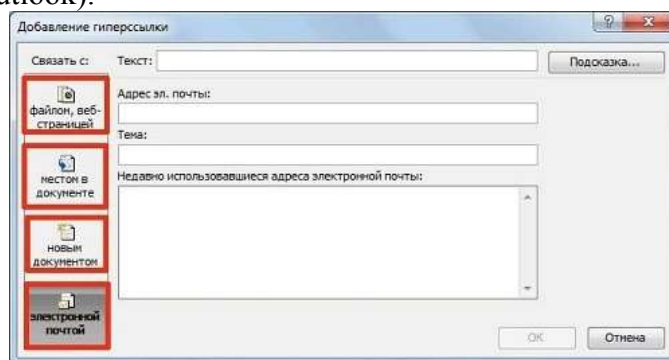 utlook).
Добавление гиперссылки
Связать с:
Текст:
Подсказка...
файлом, веб-
страницей
Адрес эл. почты:
Тема:
местом в
документе
Недавно использовавшиеся адреса электронной почты:
новым
документом
электронной
почтой
ОК
Отмена